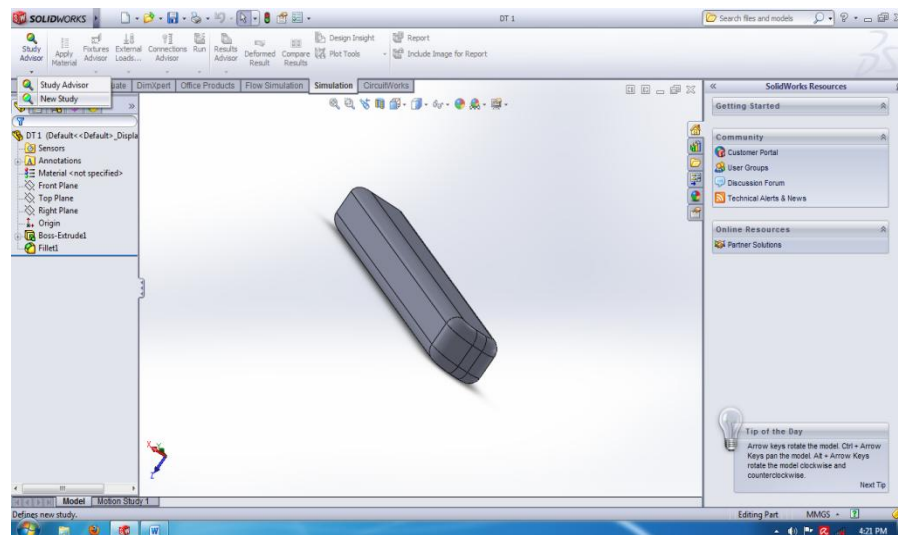 SOLIDWORKS
DT 1
Search files and models
Study Advisor
Apply Material
Fixtures Advisor
External Loads...
Connections Advisor
Run
Results Advisor
Deformed Result
Compare Results
Design Insight
Plot Tools
Report
Include Image for Report
Study Advisor
New Study
uate
DimXpert
Office Products
Flow Simulation
Simulation
CircuitWorks
DT 1 (Default<<Default>_Displa
Sensors
Annotations
Material <not specified>
Front Plane
Top Plane
Right Plane
Origin
Boss-Extrude1
Fillet1
SolidWorks Resources
Getting Started
Community
Customer Portal
User Groups
Discussion Forum
Technical Alerts & News
Online Resources
Partner Solutions
Tip of the Day
Arrow keys rotate the model. Ctrl + Arrow
Keys pan the model. Alt + Arrow Keys
rotate the model clockwise and
counterclockwise.
Next Tip
Model
Motion Study 1
Defines new study.
Editing Part
MMGS
4:21 PM